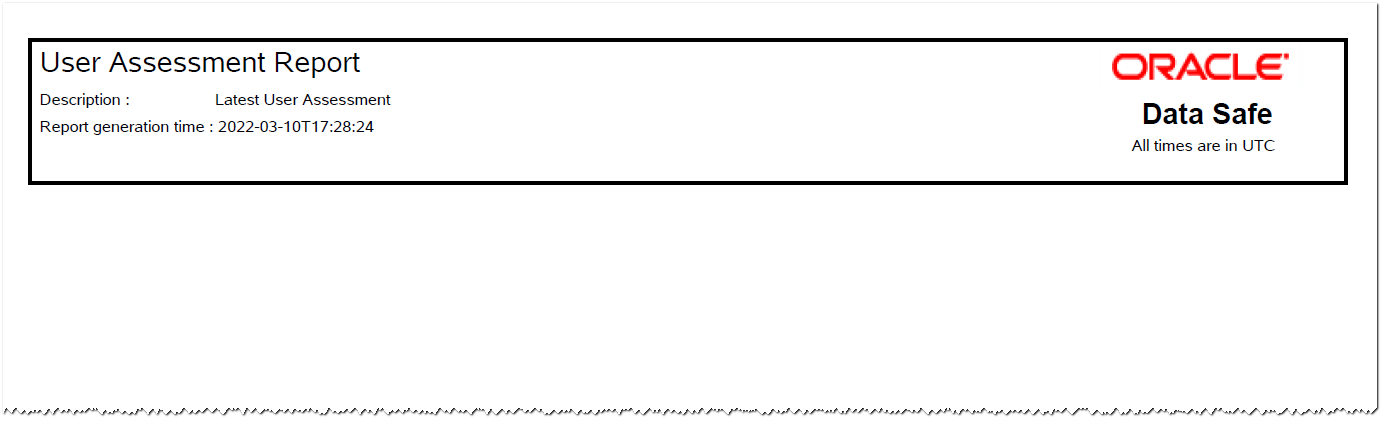 User Assessment Report
Description : Latest User Assessment
Report generation time : 2022-03-10T17:28:24
ORACLE
Data Safe
All times are in UTC